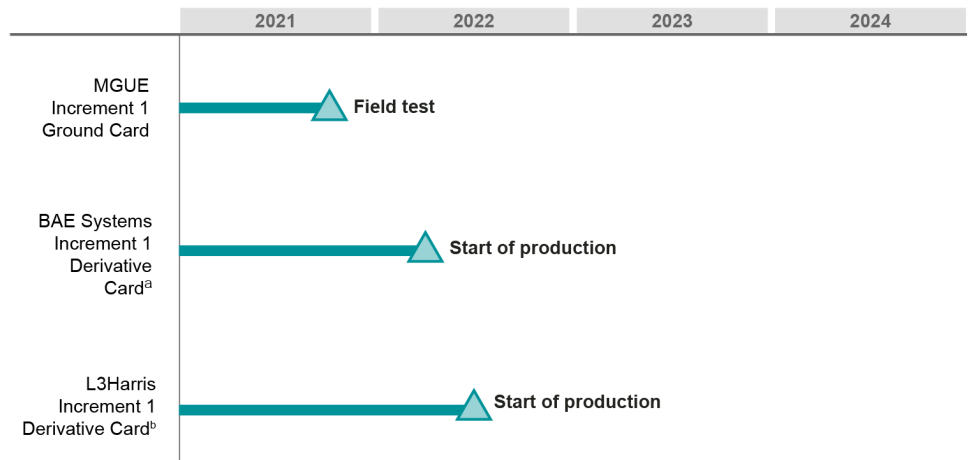 2021 2022 2023 2024
MGUE
Increment 1
Ground Card
Field test
BAE Systems
Increment 1
Derivative
Cardᵃ
Start of production
L3Harris
Increment 1
Derivative Cardᵇ
Start of production